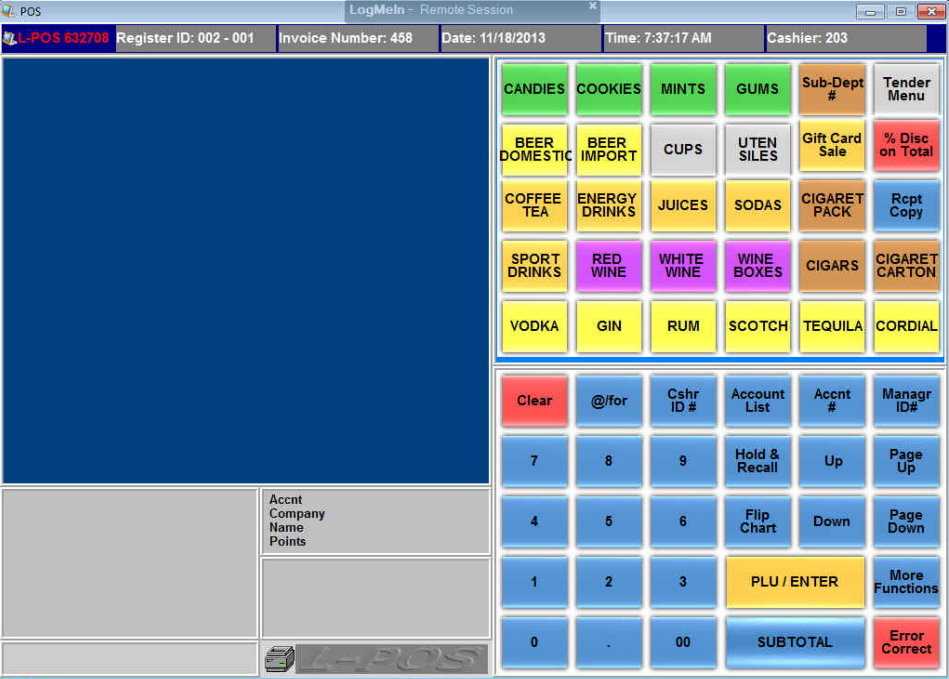 POS
LogMeIn - Remote Session
L-POS 632708 Register ID: 002 - 001 Invoice Number: 458 Date: 11/18/2013 Time: 7:37:17 AM Cashier: 203
CANDIES
COOKIES
MINTS
GUMS
Sub-Dept
#
Tender
Menu
BEER
DOMESTIC
BEER
IMPORT
CUPS
UTEN
SILES
Gift Card
Sale
% Disc
on Total
COFFEE
TEA
ENERGY
DRINKS
JUICES
SODAS
CIGARET
PACK
Rcpt
Copy
SPORT
DRINKS
RED
WINE
WHITE
WINE
WINE
BOXES
CIGARS
CIGARET
CARTON
VODKA
GIN
RUM
SCOTCH
TEQUILA
CORDIAL
Clear
@/for
Cshr
ID #
Account
List
Accnt
#
Managr
ID#
7
8
9
Hold &
Recall
Up
Page
Up
4
5
6
Flip
Chart
Down
Page
Down
1
2
3
PLU / ENTER
More
Functions
0
.
00
SUBTOTAL
Error
Correct
Accnt
Company
Name
Points
L-POS